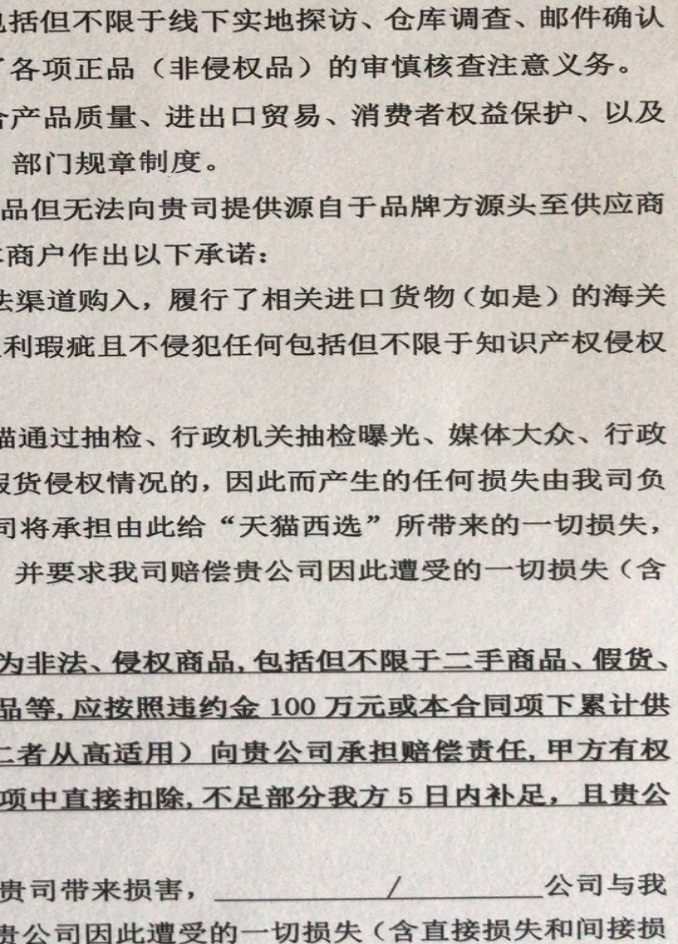 括但不限于线下实地探访、仓库调查、邮件确认
了各项正品（非侵权品）的审慎核查注意义务。
合产品质量、进出口贸易、消费者权益保护、以及
部门规章制度。
品但无法向贵司提供源自于品牌方源头至供应商
商户作出以下承诺：
法渠道购入，履行了相关进口货物（如是）的海关
利瑕疵且不侵犯任何包括但不限于知识产权侵权
猫通过抽检、行政机关抽检曝光、媒体大众、行政
假货侵权情况的，因此而产生的任何损失由我司负
司将承担由此给“天猫西选”所带来的一切损失，
并要求我司赔偿贵公司因此遭受的一切损失（含
为非法、侵权商品，包括但不限于二手商品、假货、
品等，应按照违约金 100 万元或本合同项下累计供
二者从高适用）向贵公司承担赔偿责任，甲方有权
项中直接扣除，不足部分我方 5 日内补足，且贵公
贵司带来损害，__________/__________公司与我
贵公司因此遭受的一切损失（含直接损失和间接损